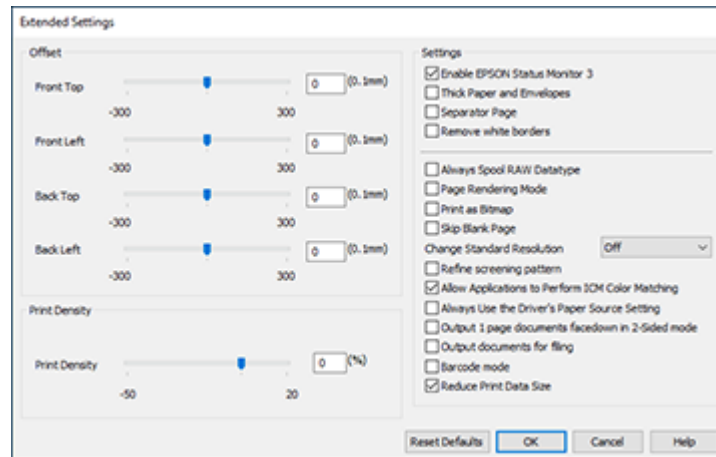 Extended Settings
Offset
Front Top
0
(0.1mm)
-300
300
Front Left
0
(0.1mm)
-300
300
Back Top
0
(0.1mm)
-300
300
Back Left
0
(0.1mm)
-300
300
Print Density
Print Density
0
(%)
-50
20
Settings
Enable EPSON Status Monitor 3
Thick Paper and Envelopes
Separator Page
Remove white borders
Always Spool RAW Datatype
Page Rendering Mode
Print as Bitmap
Skip Blank Page
Change Standard Resolution
Off
Refine screening pattern
Allow Applications to Perform ICM Color Matching
Always Use the Driver's Paper Source Setting
Output 1 page documents facedown in 2-Sided mode
Output documents for filing
Barcode mode
Reduce Print Data Size
Reset Defaults
OK
Cancel
Help